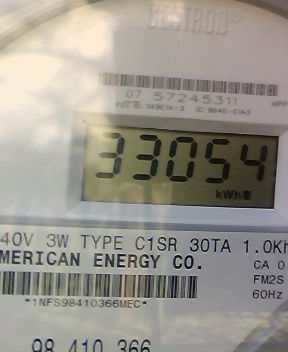 CENTRON®
07 57245311
33054
kWh
40V 3W TYPE C1SR 30TA 1.0Kh
MERICAN ENERGY CO.
CA 0
FM2S
60Hz
*1NFS98410366MEC*
98 410 366